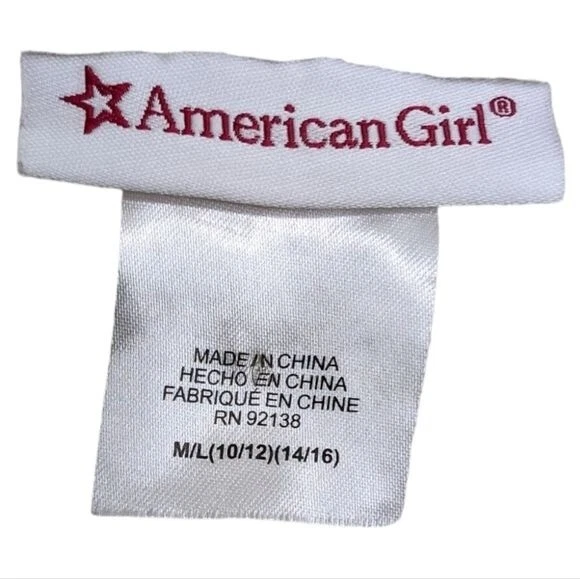 American Girl®
MADE IN CHINA
HECHO EN CHINA
FABRIQUÉ EN CHINE
RN 92138
M/L(10/12)(14/16)